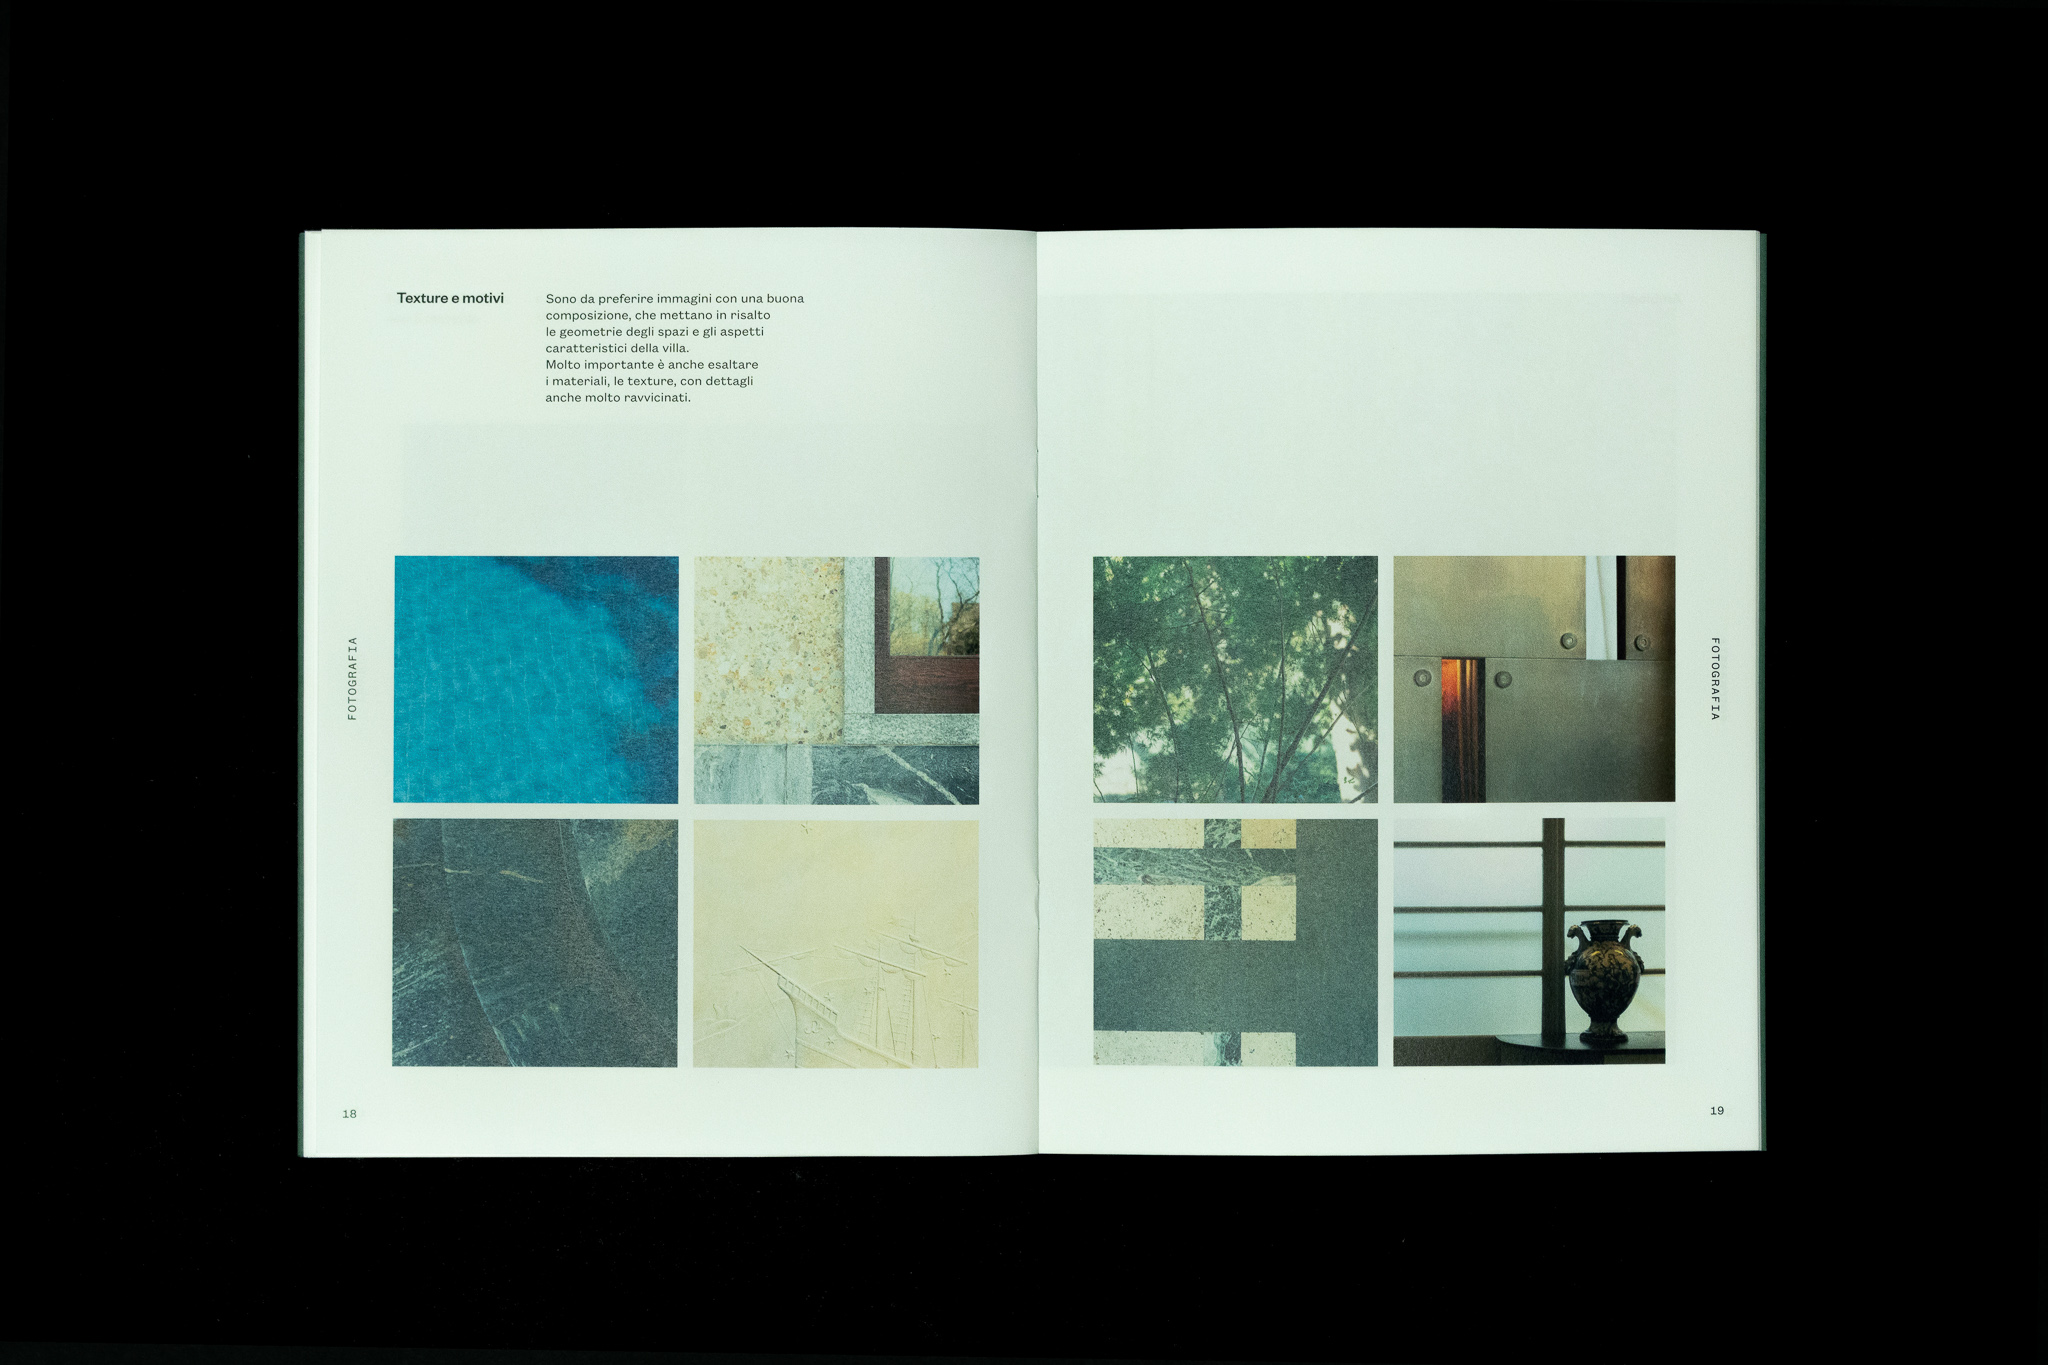 Texture e motivi
Sono da preferire immagini con una buona
composizione, che mettano in risalto
le geometrie degli spazi e gli aspetti
caratteristici della villa.
Molto importante è anche esaltare
i materiali, le texture, con dettagli
anche molto ravvicinati.
FOTOGRAFIA
18
FOTOGRAFIA
19